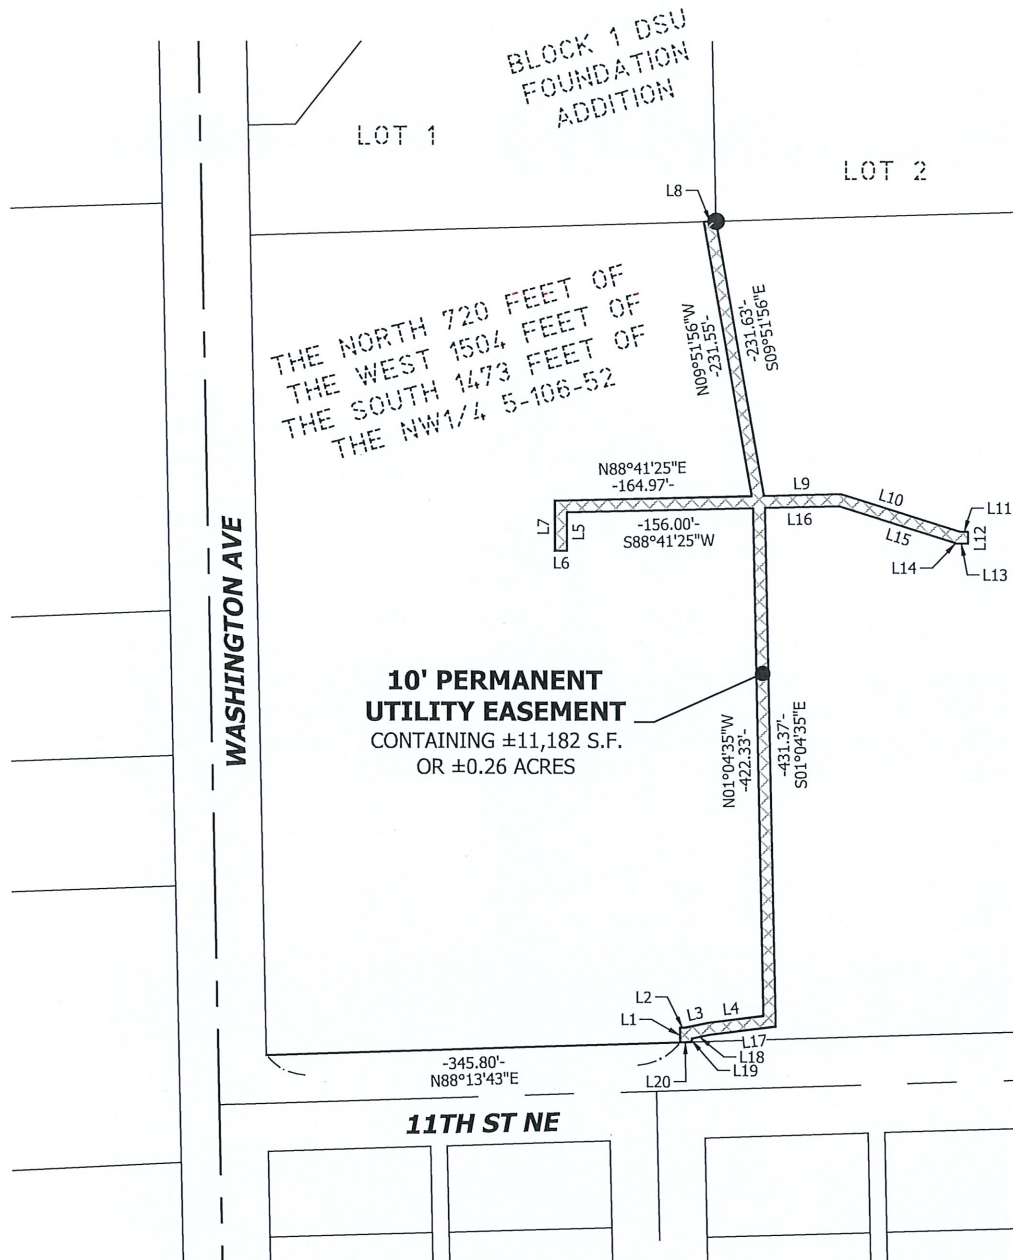 BLOCK 1 DSU
FOUNDATION
ADDITION
LOT 1
LOT 2
L8
THE NORTH 720 FEET OF
THE WEST 1504 FEET OF
THE SOUTH 1473 FEET OF
THE NW1/4 5-106-52
N09°51'56"W
-231.55'-
-231.63'-
S09°51'56"E
N88°41'25"E
-164.97'-
L9
L10
L11
L7
L5
-156.00'-
S88°41'25"W
L16
L15
L12
L6
L14
L13
WASHINGTON AVE
10' PERMANENT
UTILITY EASEMENT
CONTAINING ±11,182 S.F.
OR ±0.26 ACRES
N01°04'35"W
-422.33'-
-431.37'-
S01°04'35"E
L2
L3
L4
L1
L17
L18
L19
L20
-345.80'-
N88°13'43"E
11TH ST NE